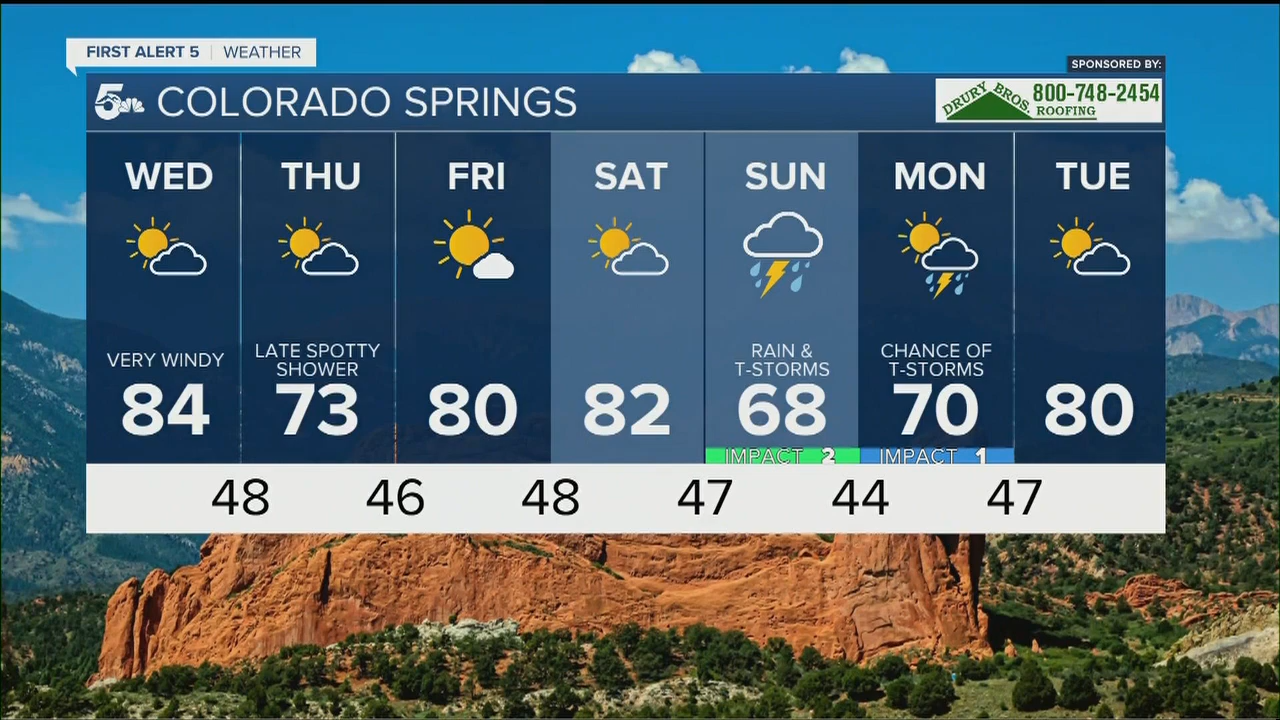 FIRST ALERT 5 | WEATHER
SPONSORED BY:
5 COLORADO SPRINGS
DRURY BROS. ROOFING 800-748-2454
WED THU FRI SAT SUN MON TUE
VERY WINDY
LATE SPOTTY
SHOWER
RAIN &
T-STORMS
CHANCE OF
T-STORMS
84 73 80 82 68 70 80
IMPACT 2 IMPACT 1
48 46 48 47 44 47